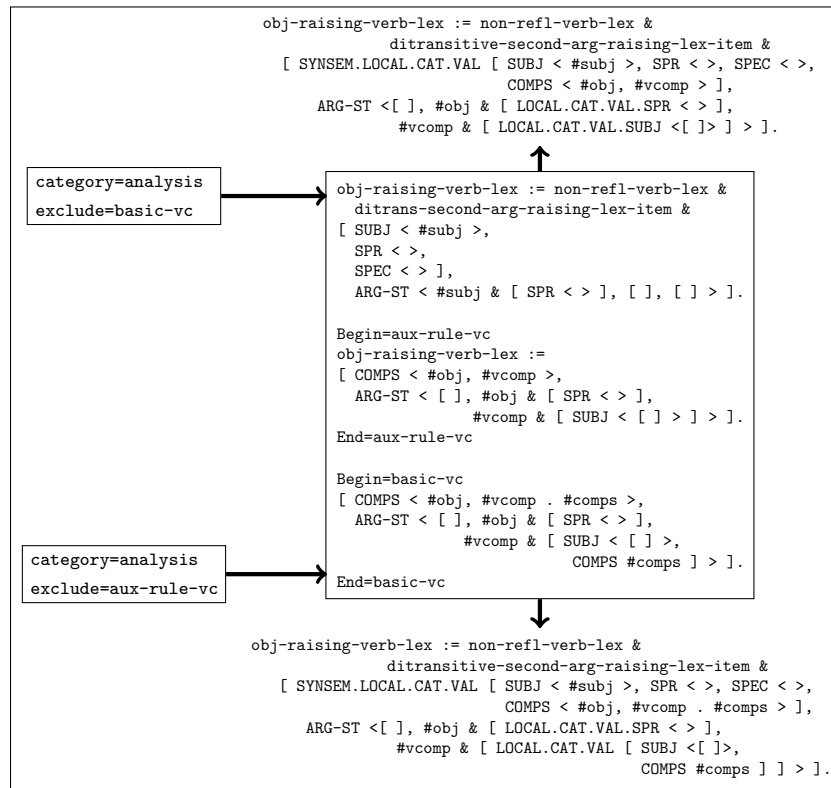 obj-raising-verb-lex := non-refl-verb-lex &
ditransitive-second-arg-raising-lex-item &
[ SYNSEM.LOCAL.CAT.VAL [ SUBJ < #subj >, SPR < >, SPEC < >,
COMPS < #obj, #vcomp > ],
ARG-ST <[ ], #obj & [ LOCAL.CAT.VAL.SPR < > ],
#vcomp & [ LOCAL.CAT.VAL.SUBJ <[ ]> ] > ].
category=analysis
exclude=basic-vc
obj-raising-verb-lex := non-refl-verb-lex &
ditrans-second-arg-raising-lex-item &
[ SUBJ < #subj >,
SPR < >,
SPEC < > ],
ARG-ST < #subj & [ SPR < > ], [ ], [ ] > ].
Begin=aux-rule-vc
obj-raising-verb-lex :=
[ COMPS < #obj, #vcomp >,
ARG-ST < [ ], #obj & [ SPR < > ],
#vcomp & [ SUBJ < [ ] > ] > ].
End=aux-rule-vc
Begin=basic-vc
[ COMPS < #obj, #vcomp . #comps >,
ARG-ST < [ ], #obj & [ SPR < > ],
#vcomp & [ SUBJ < [ ] >,
COMPS #comps ] > ].
End=basic-vc
category=analysis
exclude=aux-rule-vc
obj-raising-verb-lex := non-refl-verb-lex &
ditransitive-second-arg-raising-lex-item &
[ SYNSEM.LOCAL.CAT.VAL [ SUBJ < #subj >, SPR < >, SPEC < >,
COMPS < #obj, #vcomp . #comps > ],
ARG-ST <[ ], #obj & [ LOCAL.CAT.VAL.SPR < > ],
#vcomp & [ LOCAL.CAT.VAL [ SUBJ <[ ]>,
COMPS #comps ] ] > ].